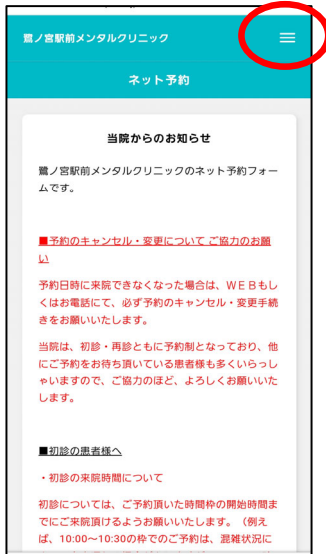 鷺ノ宮駅前メンタルクリニック
ネット予約
当院からのお知らせ
鷺ノ宮駅前メンタルクリニックのネット予約フォー
ムです。
■予約のキャンセル・変更について ご協力のお願
い
予約日時に来院できなくなった場合は、ＷＥＢもし
くはお電話にて、必ず予約のキャンセル・変更手続
きをお願いいたします。
当院は、初診・再診ともに予約制となっており、他
にご予約をお待ち頂いている患者様も多くいらっし
ゃいますので、ご協力のほど、よろしくお願いいた
します。
■初診の患者様へ
・初診の来院時間について
初診については、ご予約頂いた時間枠の開始時間ま
でにご来院頂けるようお願いいたします。（例え
ば、10:00〜10:30の枠でのご予約は、混雑状況に